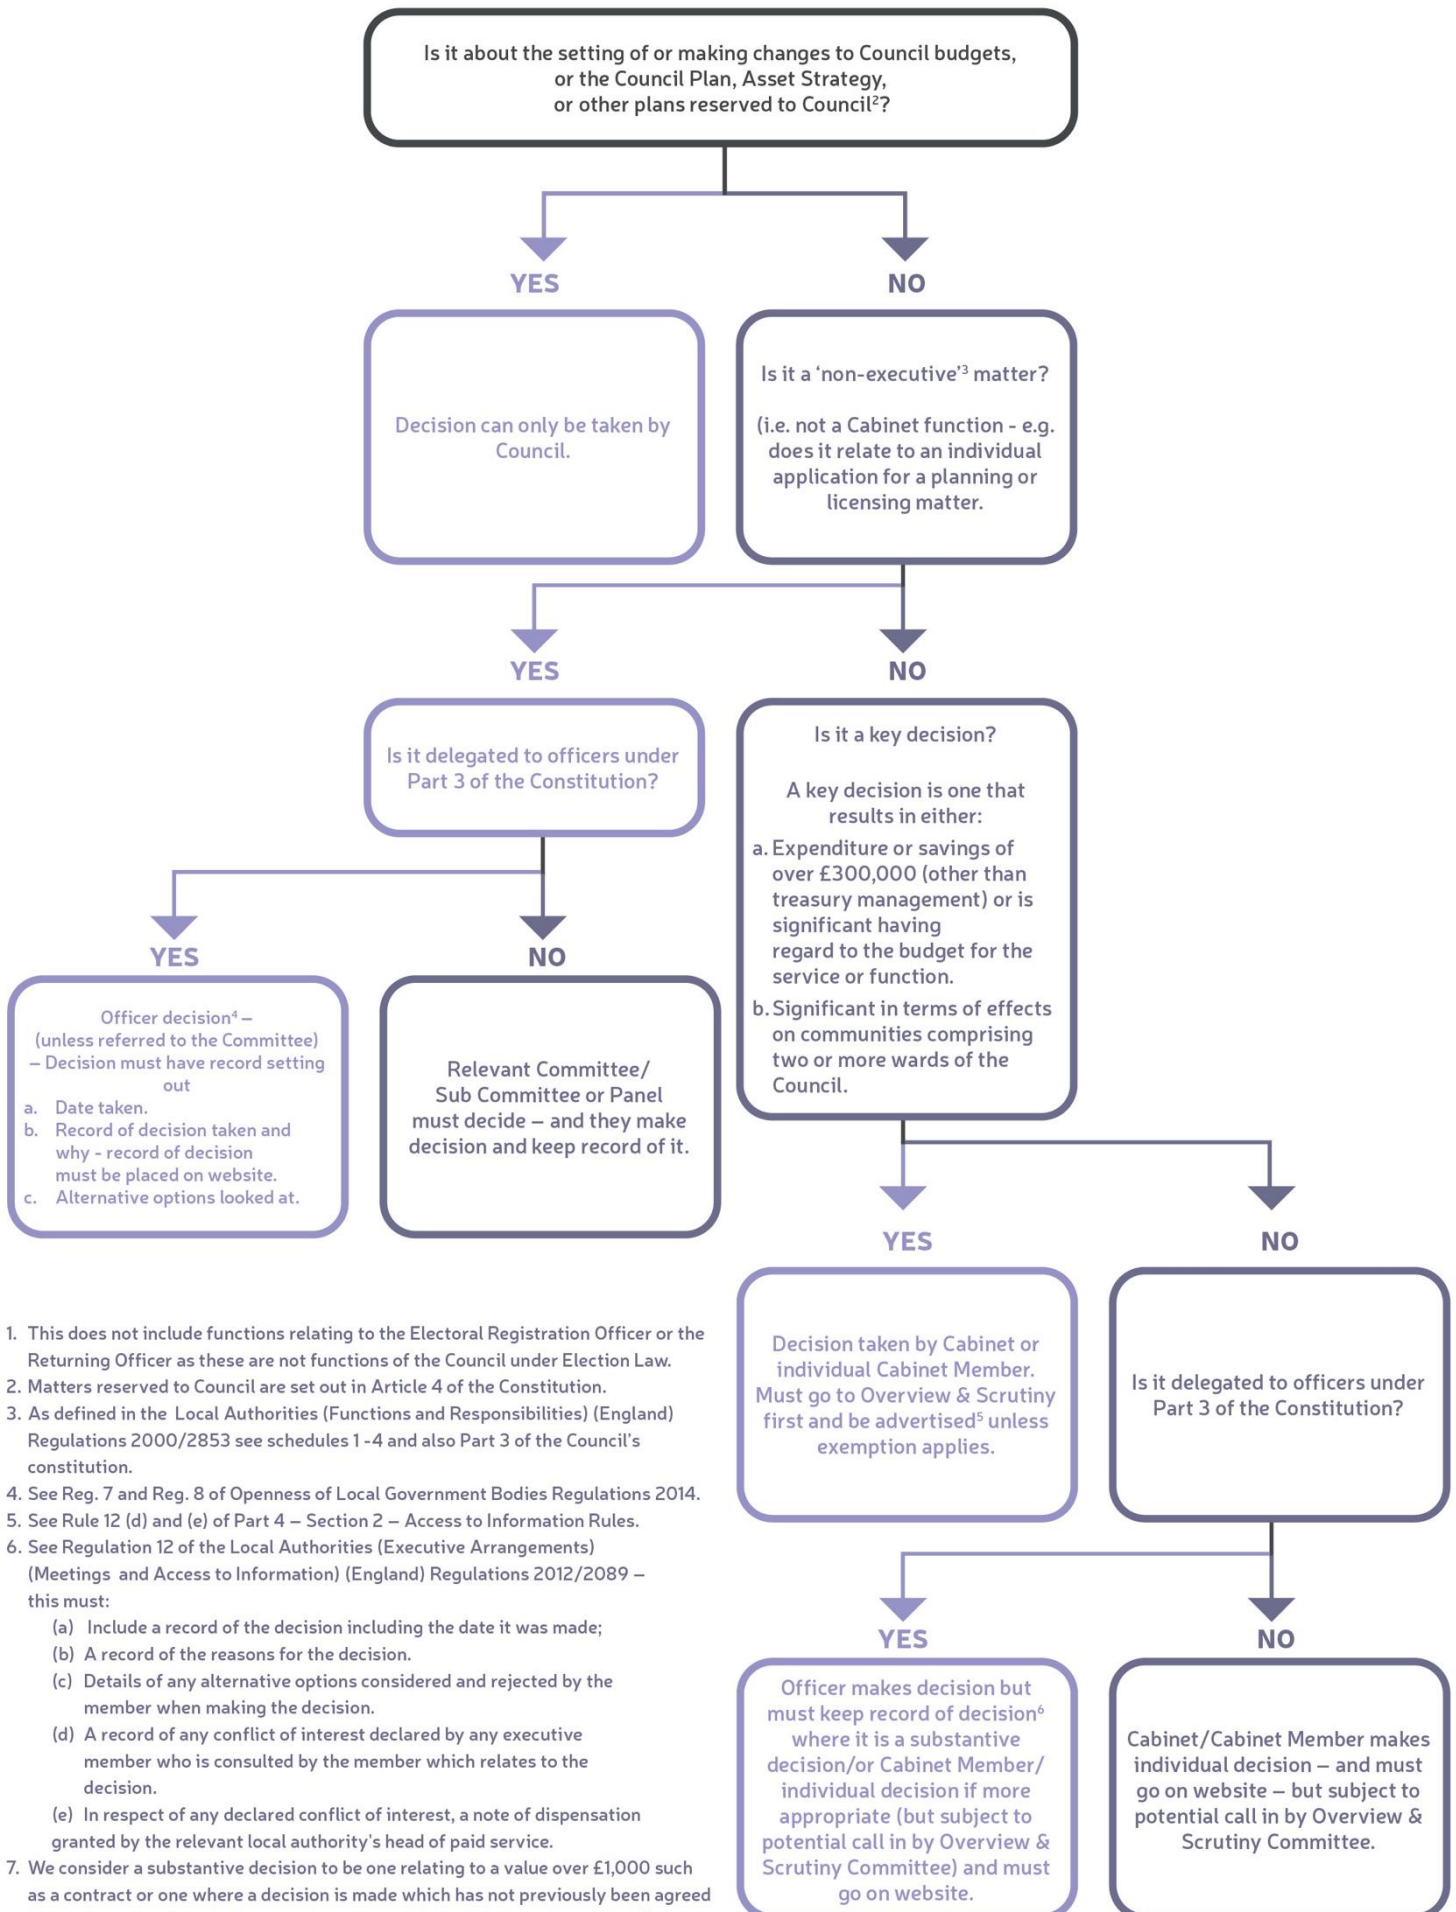 Is it about the setting of or making changes to Council budgets,
or the Council Plan, Asset Strategy,
or other plans reserved to Council²?
YES
NO
Decision can only be taken by
Council.
Is it a ‘non-executive’³ matter?
(i.e. not a Cabinet function - e.g.
does it relate to an individual
application for a planning or
licensing matter.
YES
NO
Is it delegated to officers under
Part 3 of the Constitution?
Is it a key decision?
A key decision is one that
results in either:
a. Expenditure or savings of
over £300,000 (other than
treasury management) or is
significant having
regard to the budget for the
service or function.
b. Significant in terms of effects
on communities comprising
two or more wards of the
Council.
YES
NO
Officer decision⁴ –
(unless referred to the Committee)
– Decision must have record setting
out
a. Date taken.
b. Record of decision taken and
why - record of decision
must be placed on website.
c. Alternative options looked at.
Relevant Committee/
Sub Committee or Panel
must decide – and they make
decision and keep record of it.
YES
NO
Decision taken by Cabinet or
individual Cabinet Member.
Must go to Overview & Scrutiny
first and be advertised⁵ unless
exemption applies.
Is it delegated to officers under
Part 3 of the Constitution?
YES
NO
Officer makes decision but
must keep record of decision⁶
where it is a substantive
decision/or Cabinet Member/
individual decision if more
appropriate (but subject to
potential call in by Overview &
Scrutiny Committee) and must
go on website.
Cabinet/Cabinet Member makes
individual decision – and must
go on website – but subject to
potential call in by Overview &
Scrutiny Committee.
1. This does not include functions relating to the Electoral Registration Officer or the
Returning Officer as these are not functions of the Council under Election Law.
2. Matters reserved to Council are set out in Article 4 of the Constitution.
3. As defined in the Local Authorities (Functions and Responsibilities) (England)
Regulations 2000/2853 see schedules 1 -4 and also Part 3 of the Council’s
constitution.
4. See Reg. 7 and Reg. 8 of Openness of Local Government Bodies Regulations 2014.
5. See Rule 12 (d) and (e) of Part 4 – Section 2 – Access to Information Rules.
6. See Regulation 12 of the Local Authorities (Executive Arrangements)
(Meetings and Access to Information) (England) Regulations 2012/2089 –
this must:
(a) Include a record of the decision including the date it was made;
(b) A record of the reasons for the decision.
(c) Details of any alternative options considered and rejected by the
member when making the decision.
(d) A record of any conflict of interest declared by any executive
member who is consulted by the member which relates to the
decision.
(e) In respect of any declared conflict of interest, a note of dispensation
granted by the relevant local authority's head of paid service.
7. We consider a substantive decision to be one relating to a value over £1,000 such
as a contract or one where a decision is made which has not previously been agreed